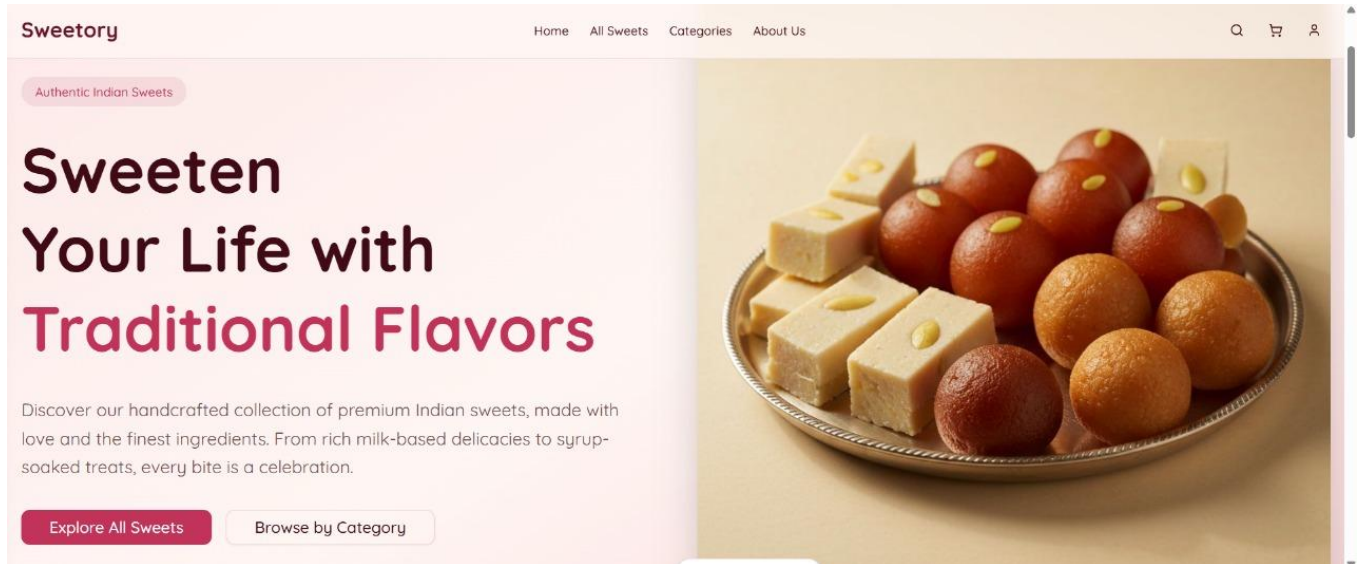 Sweetory
Home
All Sweets
Categories
About Us
Authentic Indian Sweets
Sweeten
Your Life with
Traditional Flavors
Discover our handcrafted collection of premium Indian sweets, made with
love and the finest ingredients. From rich milk-based delicacies to syrup-
soaked treats, every bite is a celebration.
Explore All Sweets
Browse by Category